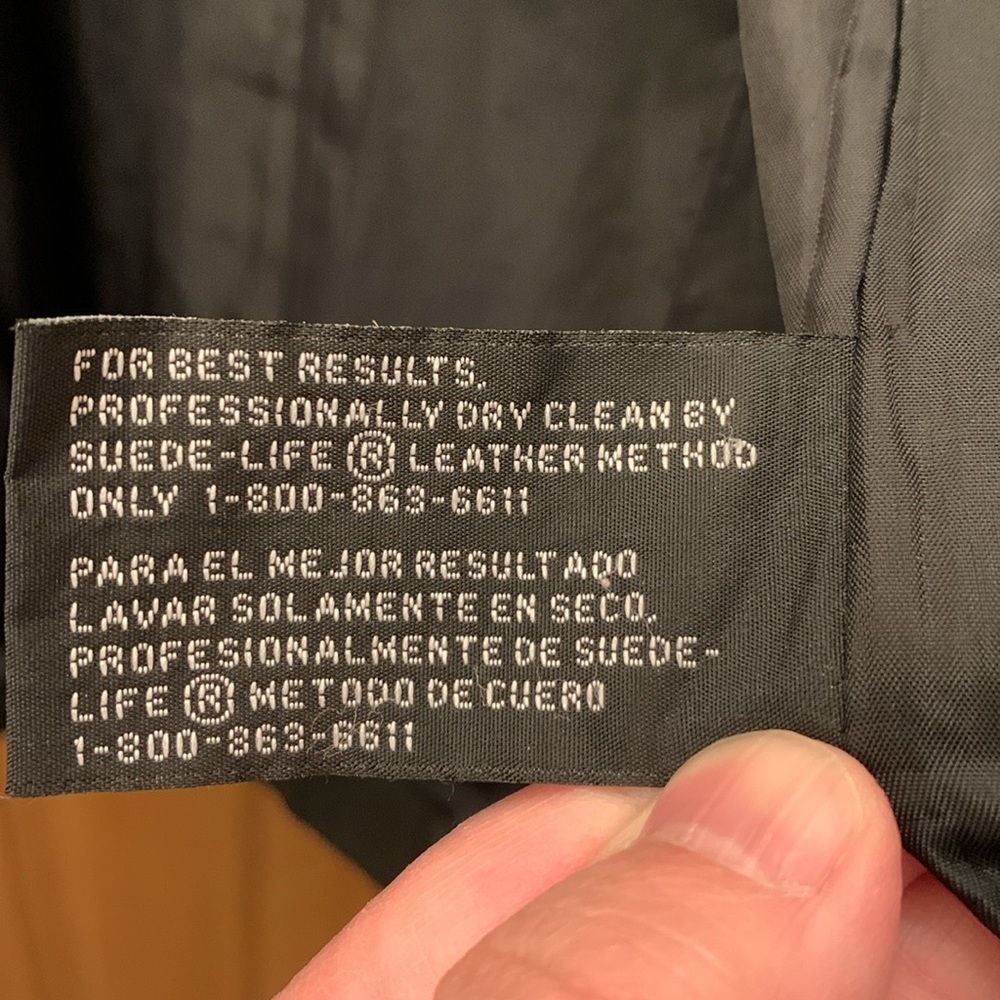 FOR BEST RESULTS,
PROFESSIONALLY DRY CLEAN BY
SUEDE-LIFE ® LEATHER METHOD
ONLY 1-800-863-6611
PARA EL MEJOR RESULTADO
LAVAR SOLAMENTE EN SECO,
PROFESIONALMENTE DE SUEDE-
LIFE ® METODO DE CUERO
1-800-863-6611